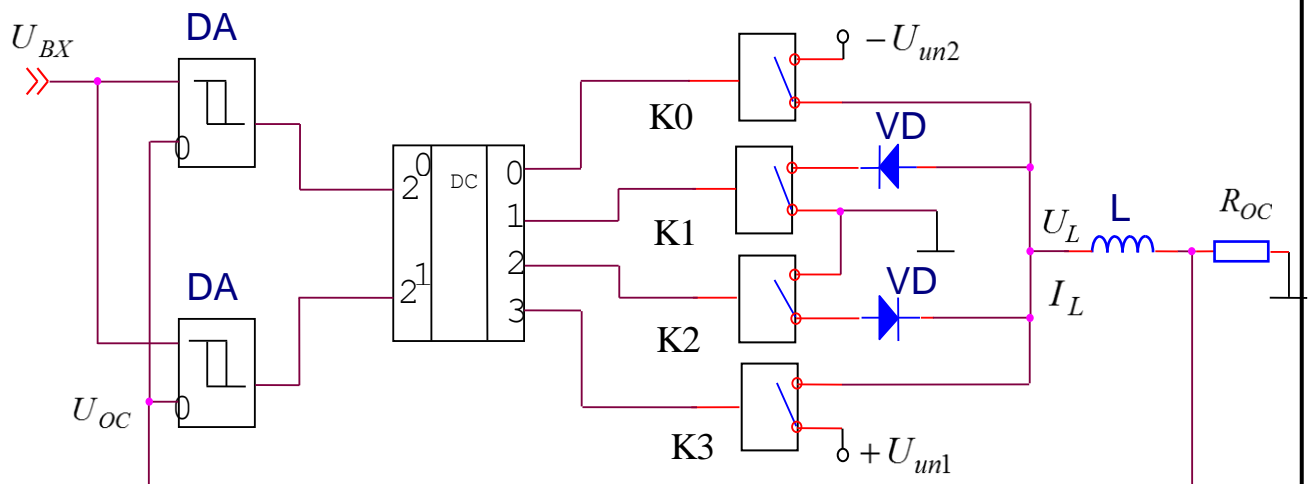 U_BX
DA
0
DA
U_OC
0
2^0
2^1
DC
0
1
2
3
K0
-U_un2
VD
K1
K2
VD
K3
+U_un1
U_L
L
I_L
R_OC